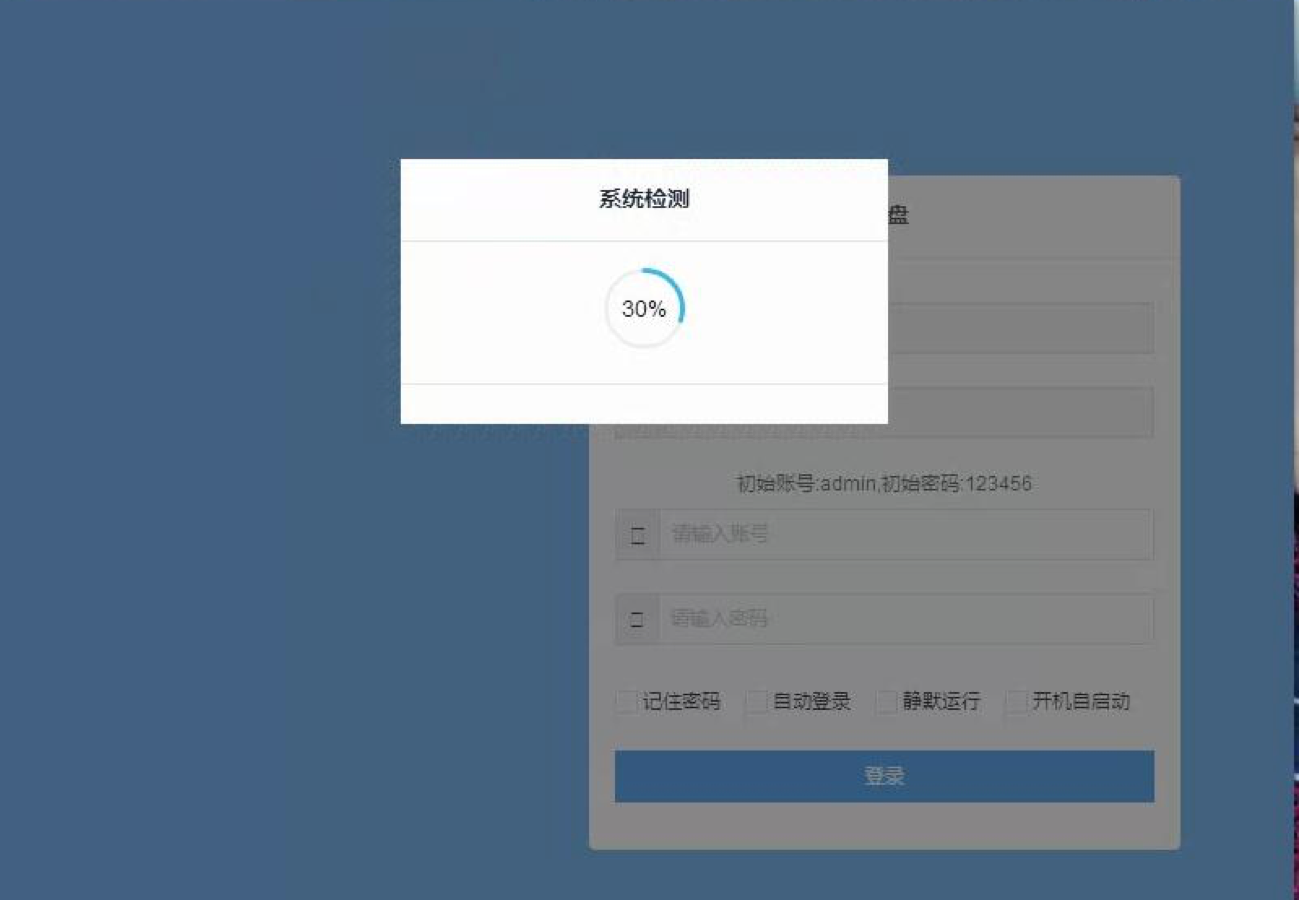 系统检测
盘
30%
初始账号:admin,初始密码:123456
请输入账号
请输入密码
记住密码 自动登录 静默运行 开机自启动
登录